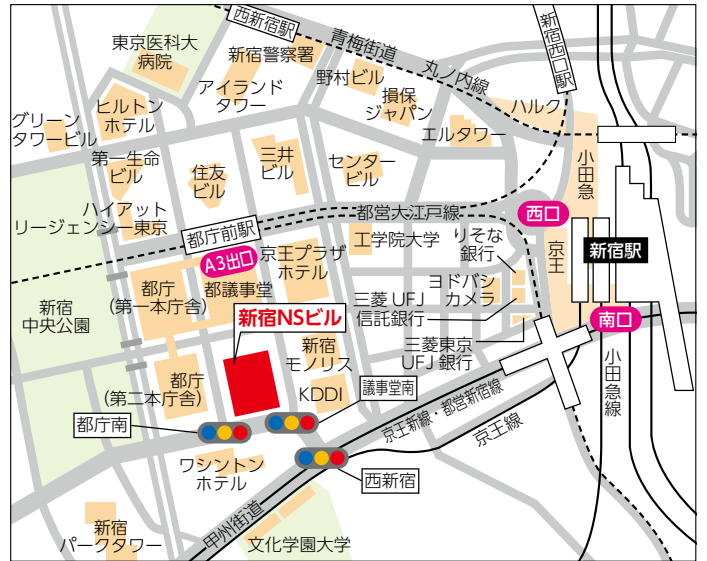 西新宿駅
東京医科大
病院
新宿警察署
青梅街道
丸ノ内線
新宿西口駅
野村ビル
アイランド
タワー
損保
ジャパン
ハルク
グリーン
タワービル
ヒルトン
ホテル
エルタワー
第一生命
ビル
住友
ビル
三井
ビル
センター
ビル
小田急
ハイアット
リージェンシー東京
都庁前駅
都営大江戸線
西口
A3出口
京王プラザ
ホテル
工学院大学
りそな
銀行
京王
新宿駅
新宿
中央公園
都庁
(第一本庁舎)
都議事堂
ヨドバシ
カメラ
三菱UFJ
信託銀行
南口
新宿NSビル
新宿
モノリス
三菱東京
UFJ銀行
小田急線
都庁
(第二本庁舎)
KDDI
議事堂南
京王新線・都営新宿線
京王線
都庁南
ワシントン
ホテル
西新宿
甲州街道
新宿
パークタワー
文化学園大学